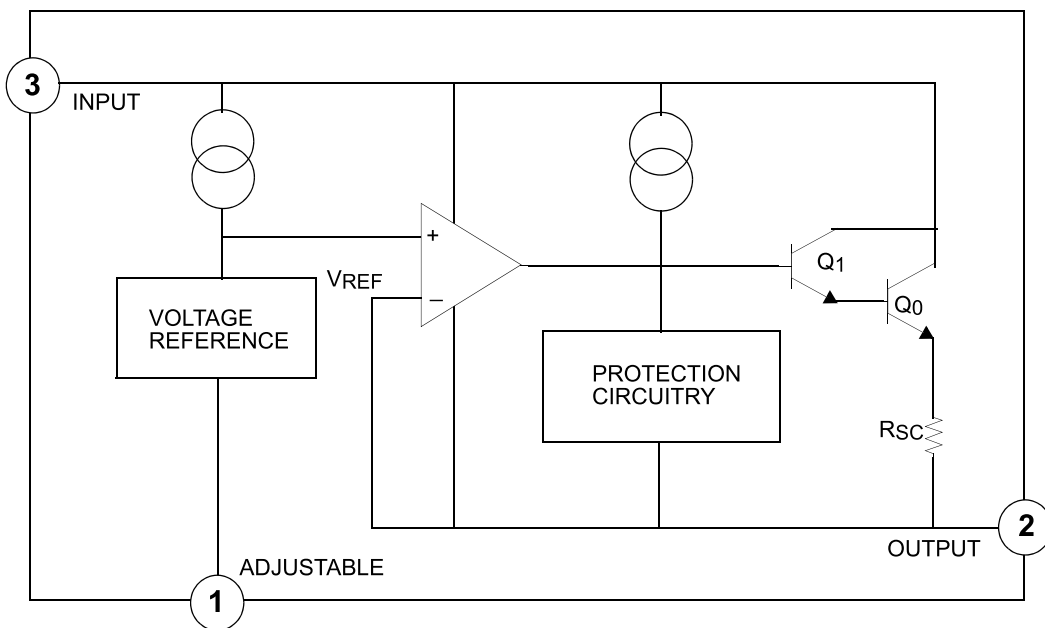 3
INPUT
+
Q1
VREF
–
Q0
VOLTAGE
REFERENCE
PROTECTION
CIRCUITRY
RSC
2
OUTPUT
ADJUSTABLE
1